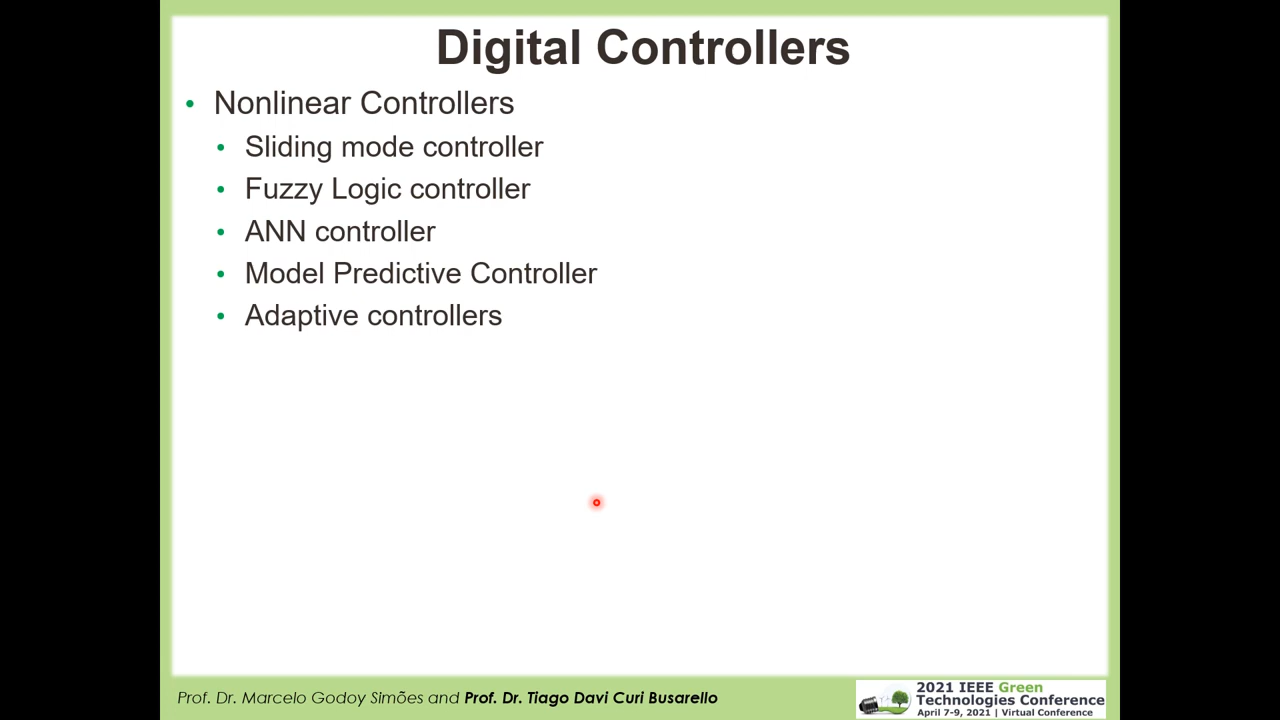 Digital Controllers
• Nonlinear Controllers
• Sliding mode controller
• Fuzzy Logic controller
• ANN controller
• Model Predictive Controller
• Adaptive controllers
Prof. Dr. Marcelo Godoy Simões and Prof. Dr. Tiago Davi Curi Busarello
2021 IEEE Green
Technologies Conference
April 7-9, 2021 | Virtual Conference